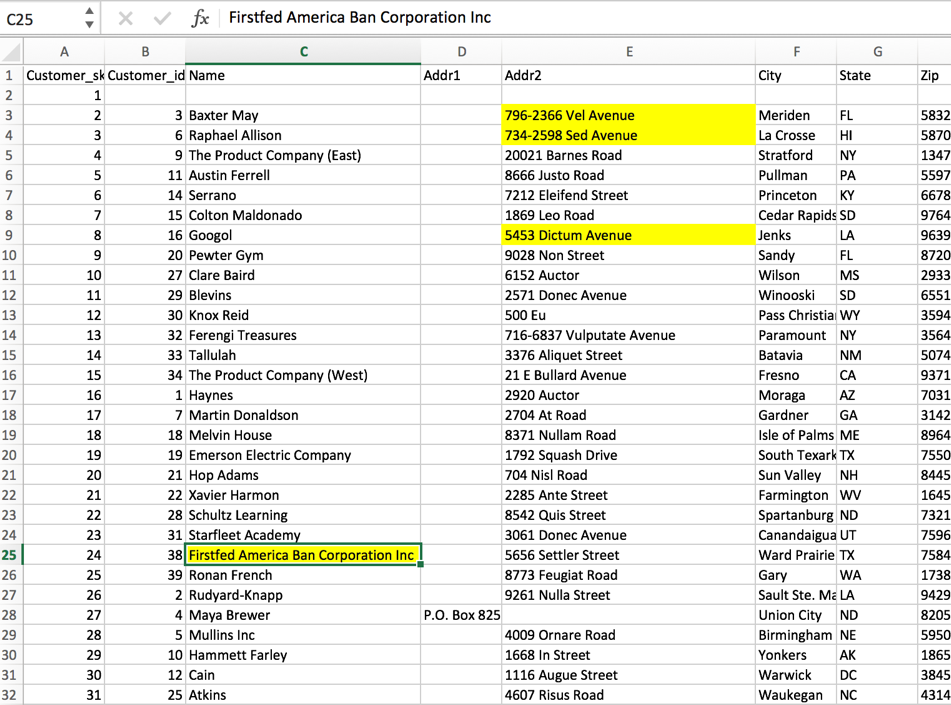 C25 fx Firstfed America Ban Corporation Inc
A B C D E F G
1 Customer_sk Customer_id Name Addr1 Addr2 City State Zip
2 1
3 2 3 Baxter May 796-2366 Vel Avenue Meriden FL 5832
4 3 6 Raphael Allison 734-2598 Sed Avenue La Crosse HI 5870
5 4 9 The Product Company (East) 20021 Barnes Road Stratford NY 1347
6 5 11 Austin Ferrell 8666 Justo Road Pullman PA 5597
7 6 14 Serrano 7212 Eleifend Street Princeton KY 6678
8 7 15 Colton Maldonado 1869 Leo Road Cedar Rapids SD 9764
9 8 16 Googol 5453 Dictum Avenue Jenks LA 9639
10 9 20 Pewter Gym 9028 Non Street Sandy FL 8720
11 10 27 Clare Baird 6152 Auctor Wilson MS 2933
12 11 29 Blevins 2571 Donec Avenue Winooski SD 6551
13 12 30 Knox Reid 500 Eu Pass Christia WY 3594
14 13 32 Ferengi Treasures 716-6837 Vulputate Avenue Paramount NY 3564
15 14 33 Tallulah 3376 Aliquet Street Batavia NM 5074
16 15 34 The Product Company (West) 21 E Bullard Avenue Fresno CA 9371
17 16 1 Haynes 2920 Auctor Moraga AZ 7031
18 17 7 Martin Donaldson 2704 At Road Gardner GA 3142
19 18 18 Melvin House 8371 Nullam Road Isle of Palms ME 8964
20 19 19 Emerson Electric Company 1792 Squash Drive South Texark TX 7550
21 20 21 Hop Adams 704 Nisl Road Sun Valley NH 8445
22 21 22 Xavier Harmon 2285 Ante Street Farmington WV 1645
23 22 28 Schultz Learning 8542 Quis Street Spartanburg ND 7321
24 23 31 Starfleet Academy 3061 Donec Avenue Canandaigua UT 7596
25 24 38 Firstfed America Ban Corporation Inc 5656 Settler Street Ward Prairie TX 7584
26 25 39 Ronan French 8773 Feugiat Road Gary WA 1738
27 26 2 Rudyard-Knapp 9261 Nulla Street Sault Ste. Ma LA 9429
28 27 4 Maya Brewer P.O. Box 825 Union City ND 8205
29 28 5 Mullins Inc 4009 Ornare Road Birmingham NE 5950
30 29 10 Hammett Farley 1668 In Street Yonkers AK 1865
31 30 12 Cain 1116 Augue Street Warwick DC 3845
32 31 25 Atkins 4607 Risus Road Waukegan NC 4314